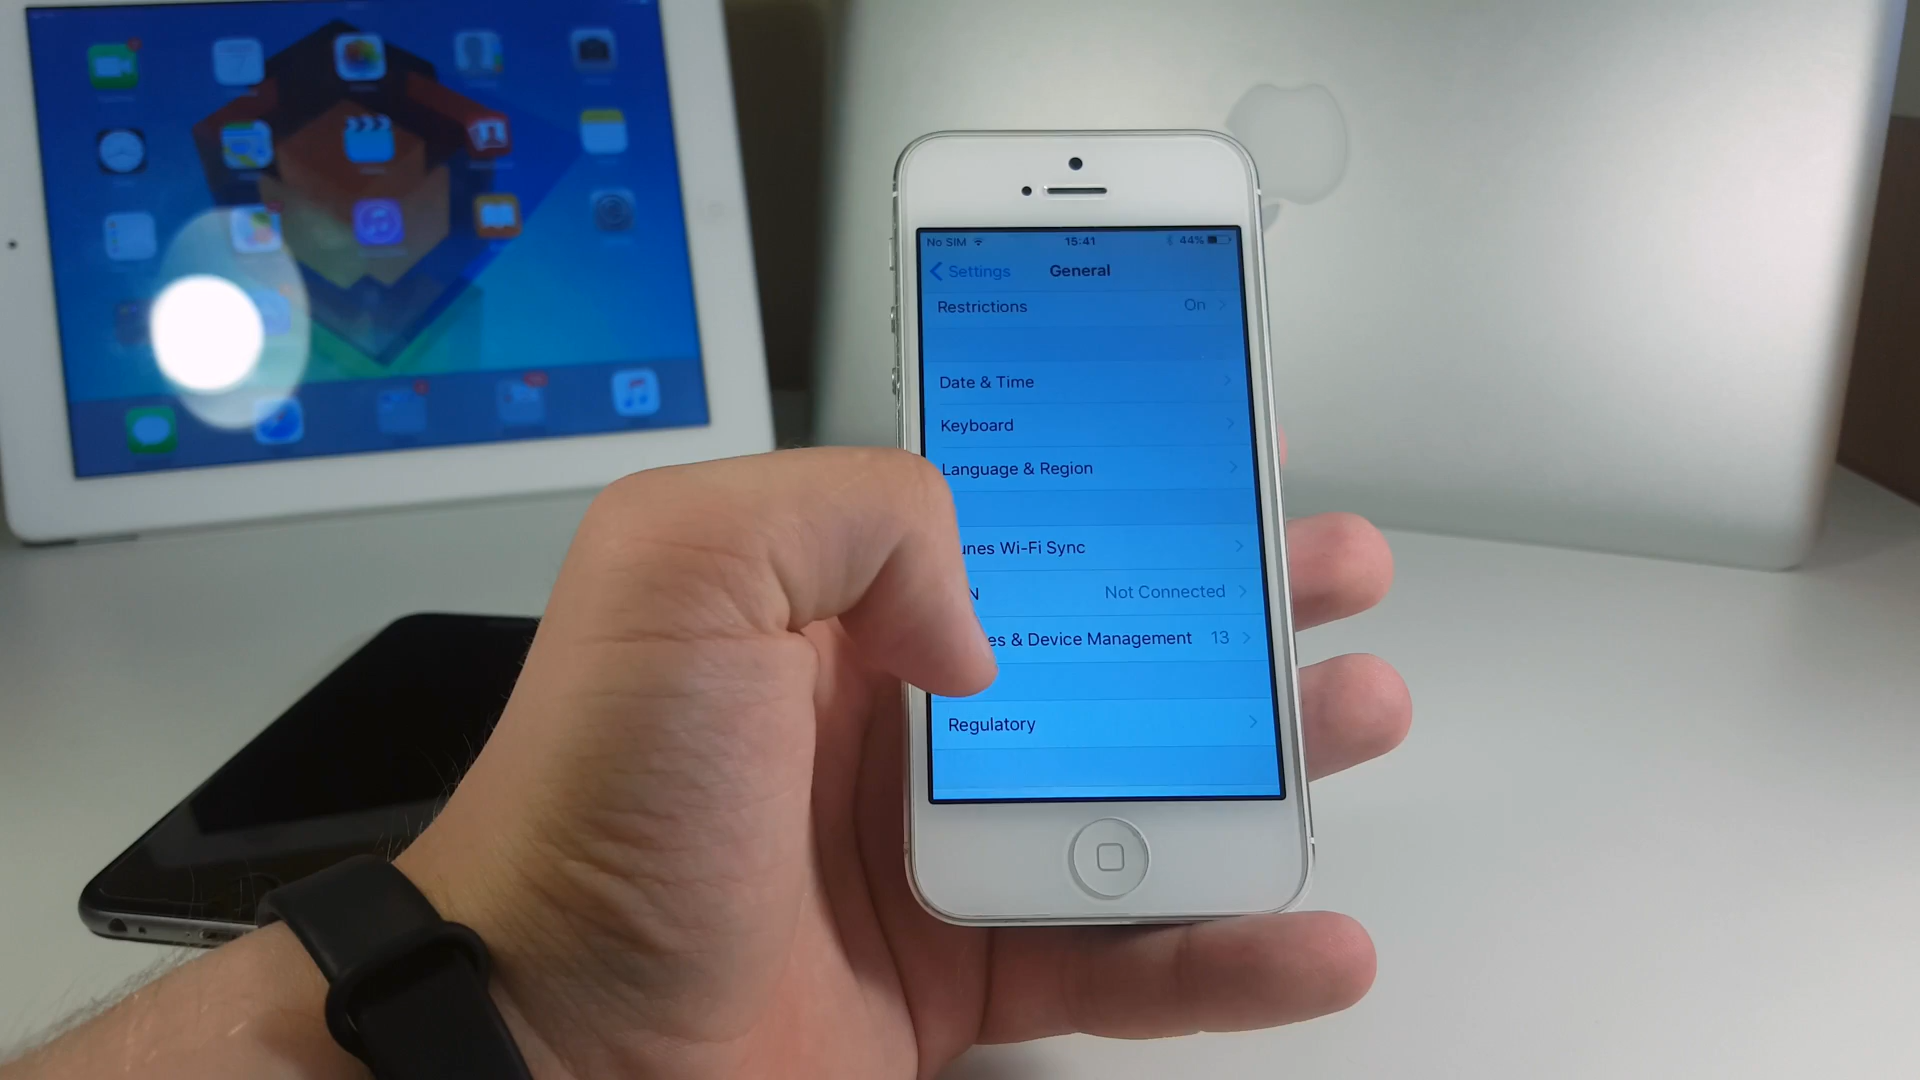 No SIM 15:41 44%
Settings General
Restrictions On
Date & Time
Keyboard
Language & Region
unes Wi-Fi Sync
N Not Connected
es & Device Management 13
Regulatory